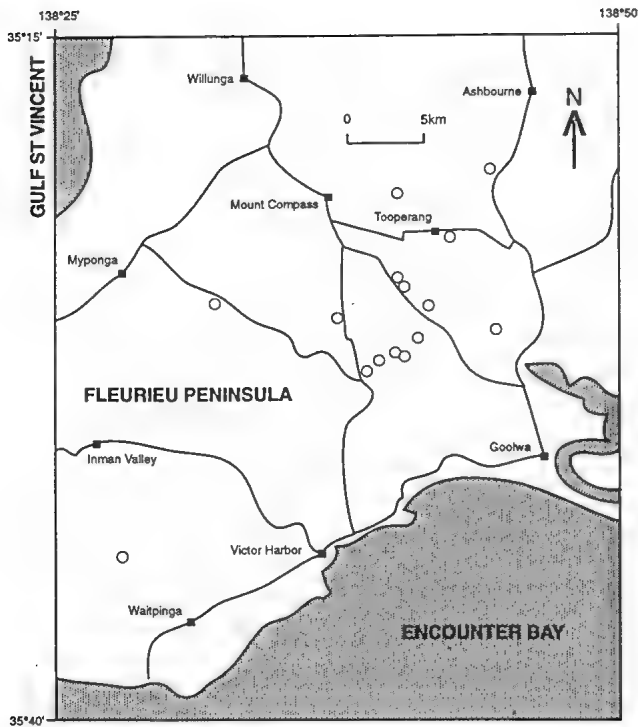 138°25'
138°50'
35°15'
Willunga
Ashbourne
N
0
5km
GULF ST VINCENT
Mount Compass
Tooperang
Myponga
FLEURIEU PENINSULA
Inman Valley
Goolwa
Victor Harbor
Waitpinga
ENCOUNTER BAY
35°40'